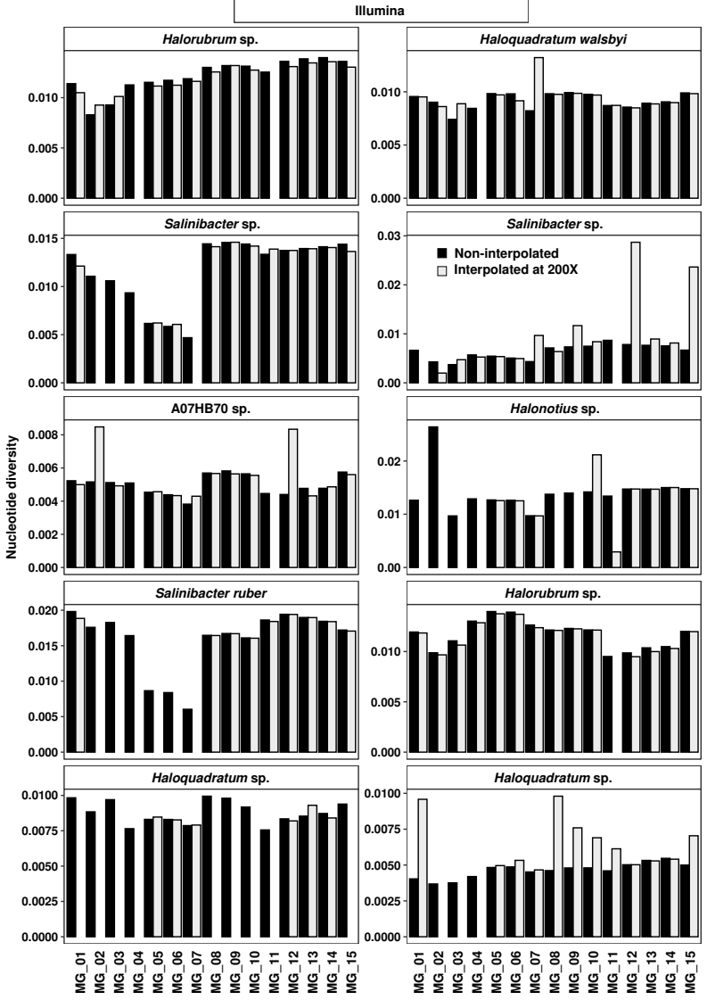 Illumina
Halorubrum sp.
Haloquadratum walsbyi
0.010
0.005
0.000
0.010
0.005
0.000
Salinibacter sp.
Salinibacter sp.
0.015
0.010
0.005
0.000
0.03
0.02
0.01
0.00
Non-interpolated
Interpolated at 200X
A07HB70 sp.
Halonotius sp.
0.008
0.006
0.004
0.002
0.000
0.02
0.01
0.00
Nucleotide diversity
Salinibacter ruber
Halorubrum sp.
0.020
0.015
0.010
0.005
0.000
0.010
0.005
0.000
Haloquadratum sp.
Haloquadratum sp.
0.0100
0.0075
0.0050
0.0025
0.0000
0.0100
0.0075
0.0050
0.0025
0.0000
MG_01
MG_02
MG_03
MG_04
MG_05
MG_06
MG_07
MG_08
MG_09
MG_10
MG_11
MG_12
MG_13
MG_14
MG_15
MG_01
MG_02
MG_03
MG_04
MG_05
MG_06
MG_07
MG_08
MG_09
MG_10
MG_11
MG_12
MG_13
MG_14
MG_15